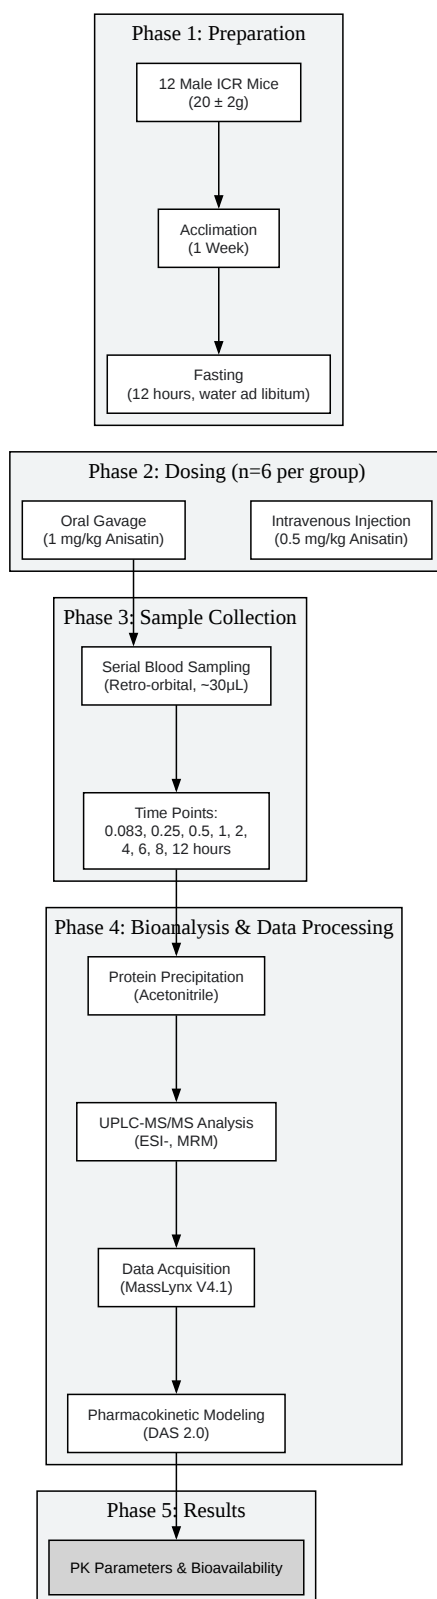 Phase 1: Preparation
12 Male ICR Mice
(20 ± 2g)
Acclimation
(1 Week)
Fasting
(12 hours, water ad libitum)
Phase 2: Dosing (n=6 per group)
Oral Gavage
(1 mg/kg Anisatin)
Intravenous Injection
(0.5 mg/kg Anisatin)
Phase 3: Sample Collection
Serial Blood Sampling
(Retro-orbital, ~30μL)
Time Points:
0.083, 0.25, 0.5, 1, 2,
4, 6, 8, 12 hours
Phase 4: Bioanalysis & Data Processing
Protein Precipitation
(Acetonitrile)
UPLC-MS/MS Analysis
(ESI-, MRM)
Data Acquisition
(MassLynx V4.1)
Pharmacokinetic Modeling
(DAS 2.0)
Phase 5: Results
PK Parameters & Bioavailability